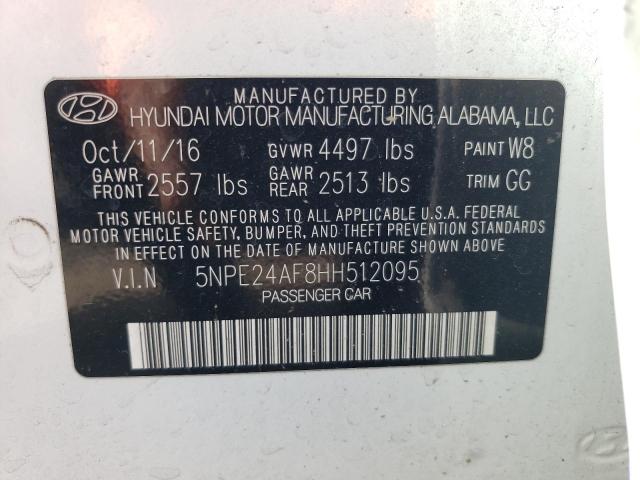 MANUFACTURED BY
HYUNDAI MOTOR MANUFACTURING ALABAMA, LLC
Oct/11/16 GVWR 4497 lbs PAINT W8
GAWR FRONT 2557 lbs GAWR REAR 2513 lbs TRIM GG
THIS VEHICLE CONFORMS TO ALL APPLICABLE U.S.A. FEDERAL
MOTOR VEHICLE SAFETY, BUMPER, AND THEFT PREVENTION STANDARDS
IN EFFECT ON THE DATE OF MANUFACTURE SHOWN ABOVE
V.I.N 5NPE24AF8HH512095
PASSENGER CAR